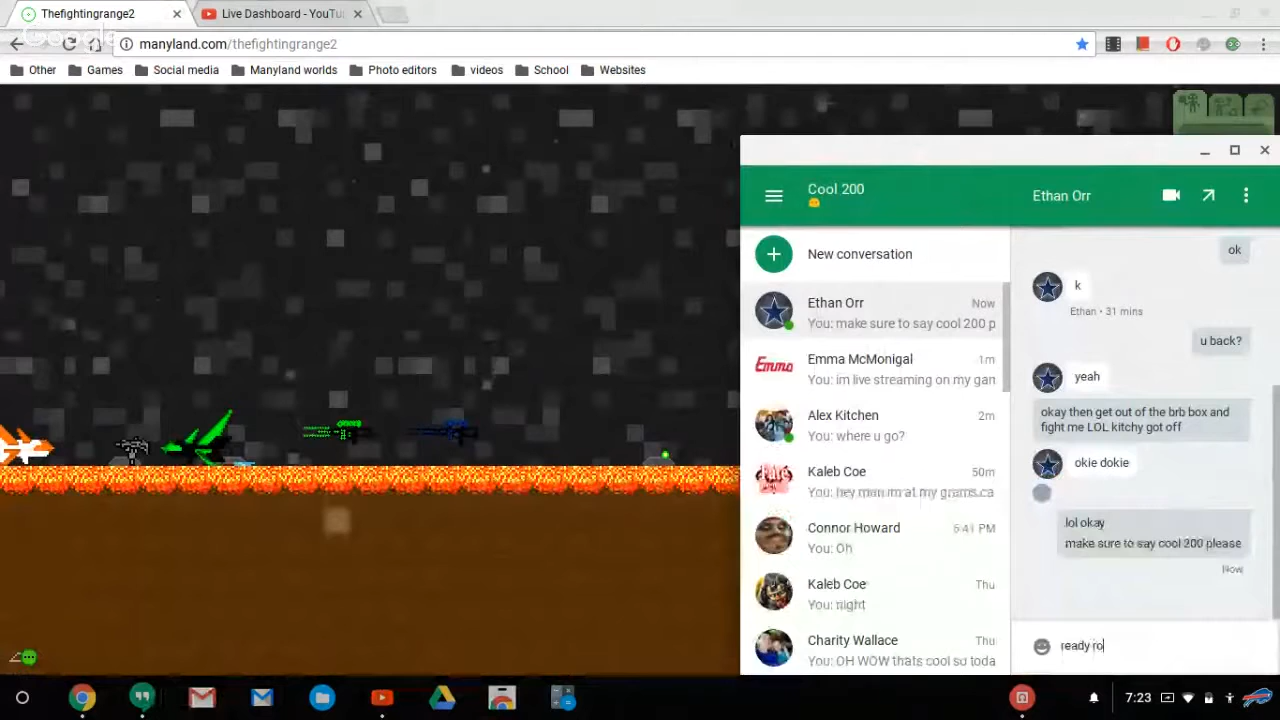 Thefightingrange2
Live Dashboard - YouTu
Google
manyland.com/thefightingrange2
Other Games Social media Manyland worlds Photo editors videos School Websites
Cool 200
Ethan Orr
New conversation
Ethan Orr Now
You: make sure to say cool 200 p
Emma McMonigal 1m
You: im live streaming on my gam
Alex Kitchen 2m
You: where u go?
Kaleb Coe 50m
You: hey man im at my grams ca
Connor Howard 5:41 PM
You: Oh
Kaleb Coe Thu
You: night
Charity Wallace Thu
You: OH WOW thats cool so toda
ok
k
Ethan • 31 mins
u back?
yeah
okay then get out of the brb box and
fight me LOL kitchy got off
okie dokie
lol okay
make sure to say cool 200 please
Now
ready ro
Emma
7:23